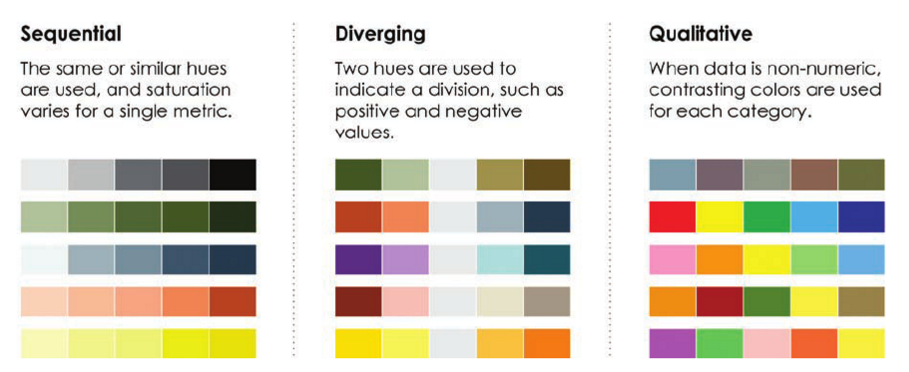 Sequential
The same or similar hues
are used, and saturation
varies for a single metric.
Diverging
Two hues are used to
indicate a division, such as
positive and negative
values.
Qualitative
When data is non-numeric,
contrasting colors are used
for each category.